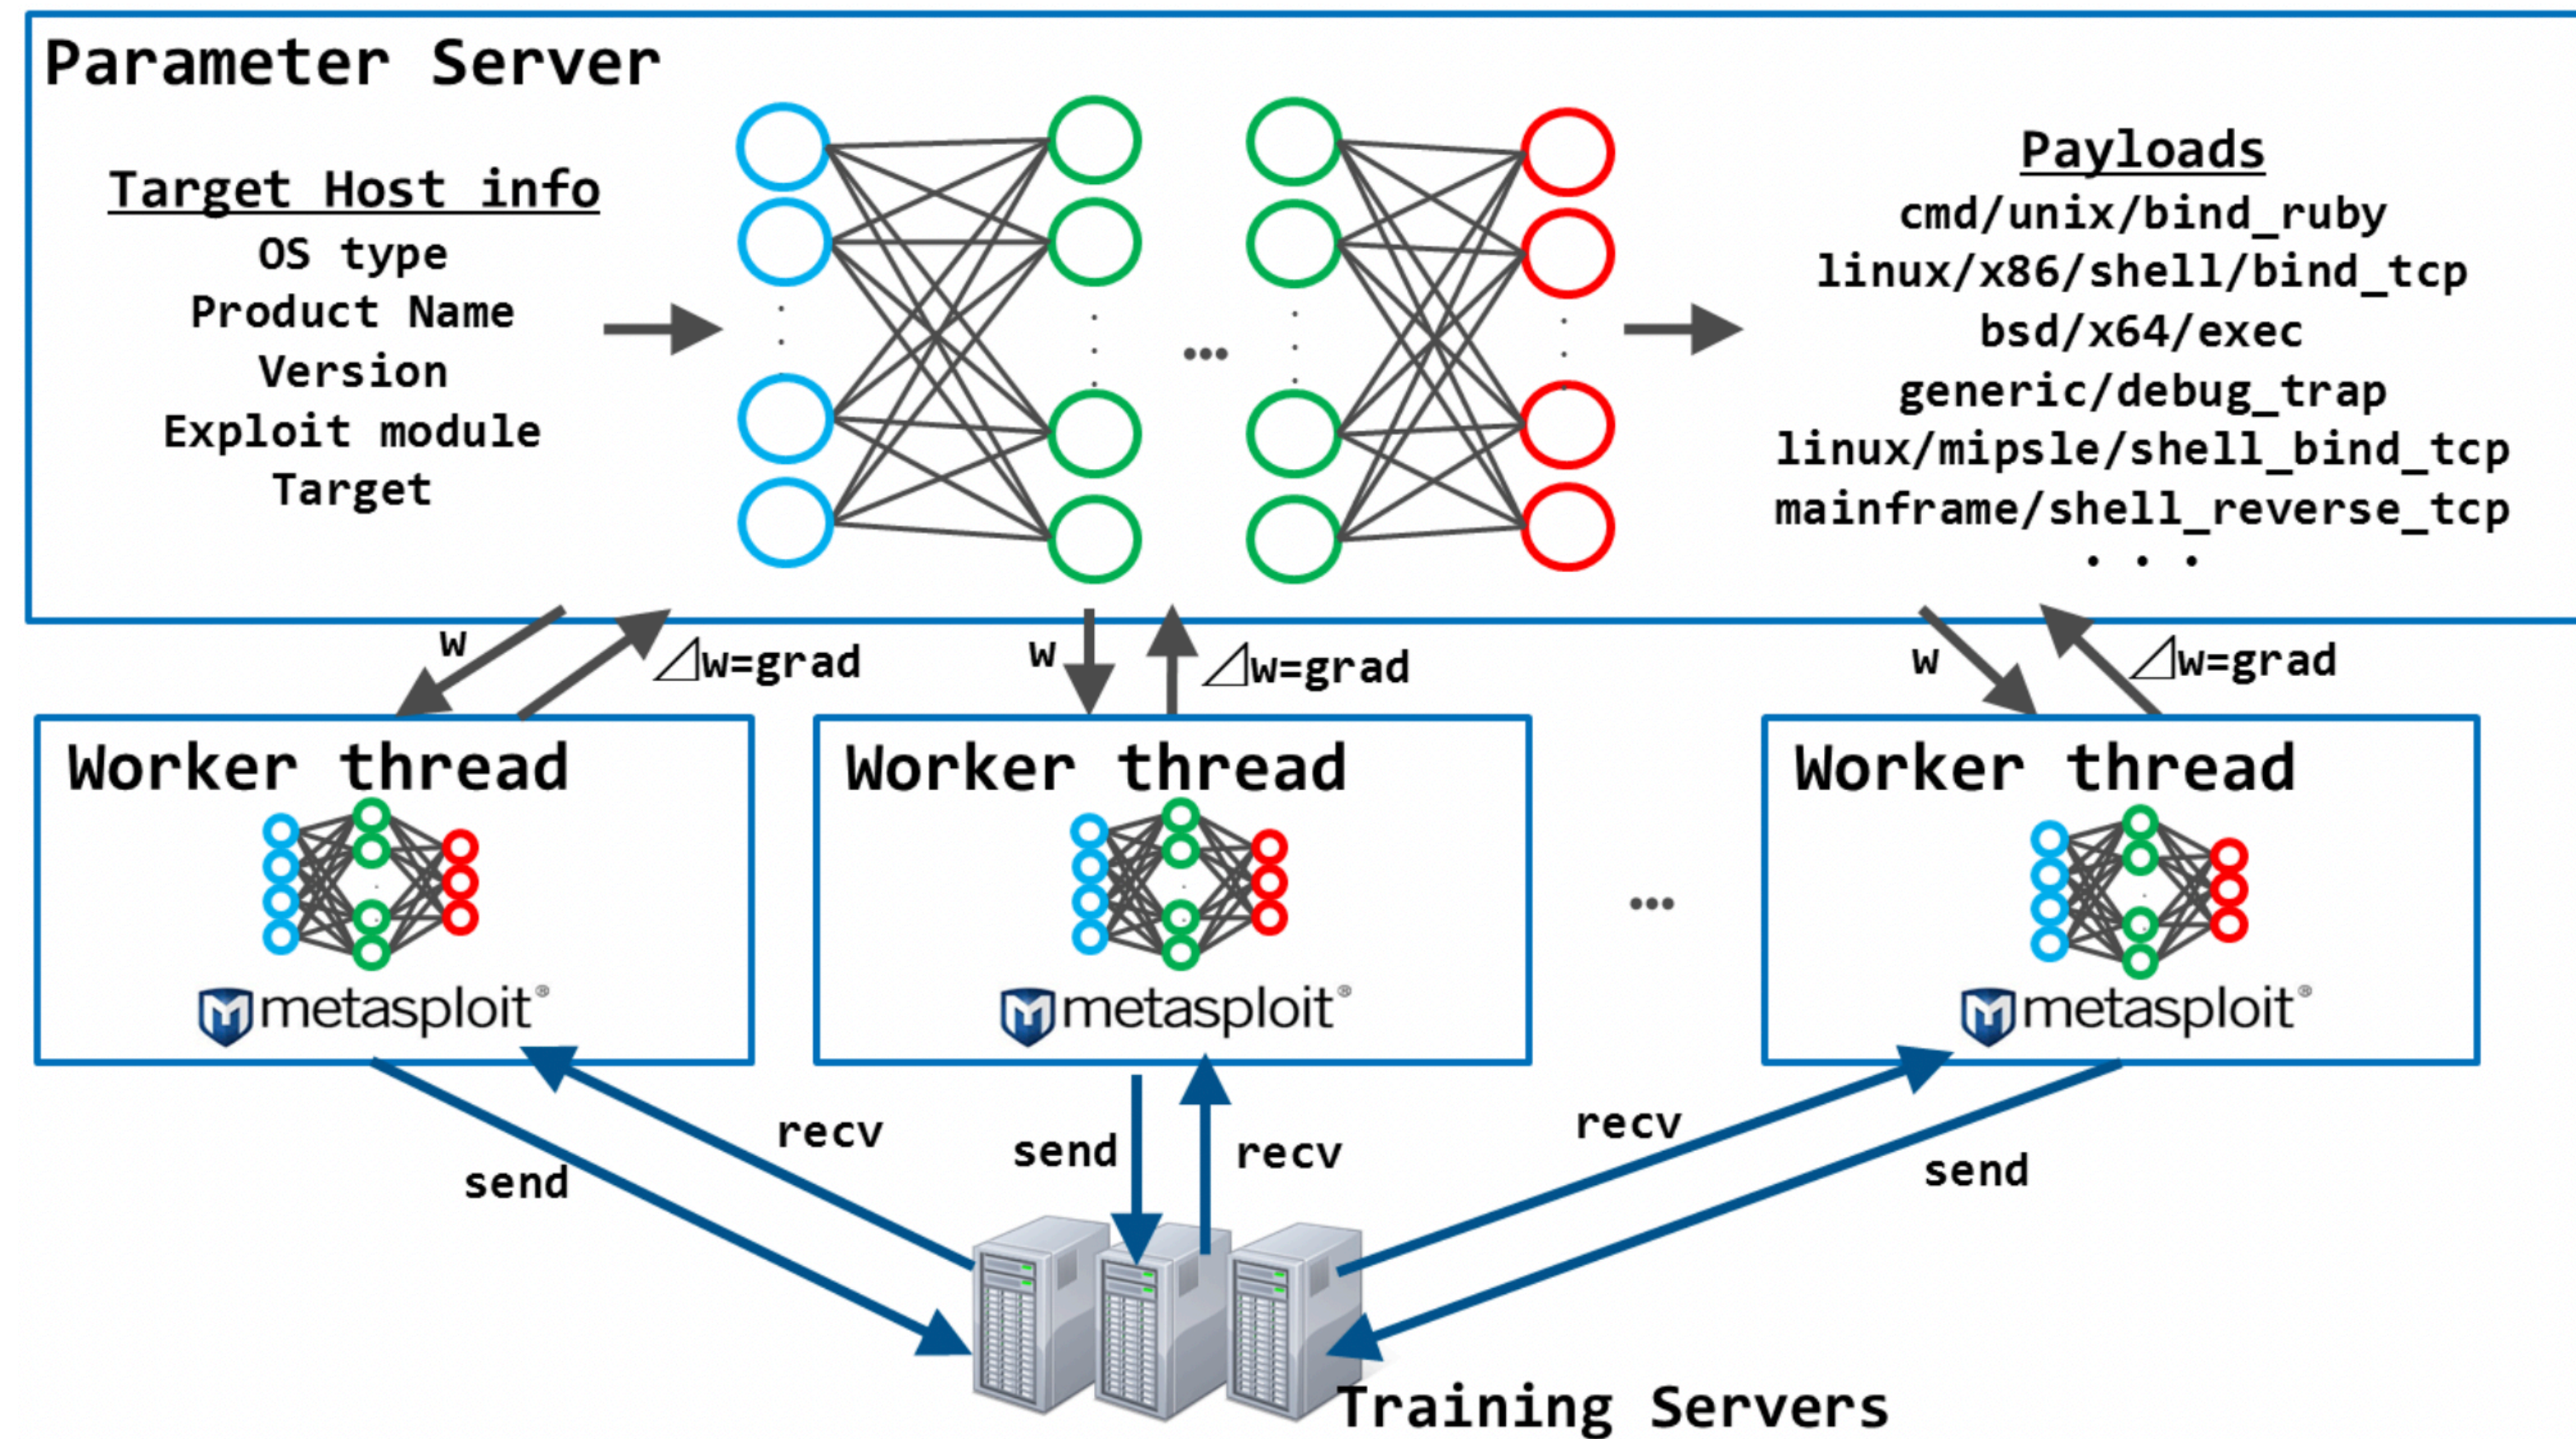 Parameter Server
Target Host info
OS type
Product Name
Version
Exploit module
Target
Payloads
cmd/unix/bind_ruby
linux/x86/shell/bind_tcp
bsd/x64/exec
generic/debug_trap
linux/mipsle/shell_bind_tcp
mainframe/shell_reverse_tcp
. . .
w
⊿w=grad
w
⊿w=grad
w
⊿w=grad
Worker thread
metasploit®
Worker thread
metasploit®
...
Worker thread
metasploit®
send
recv
send
recv
recv
send
Training Servers